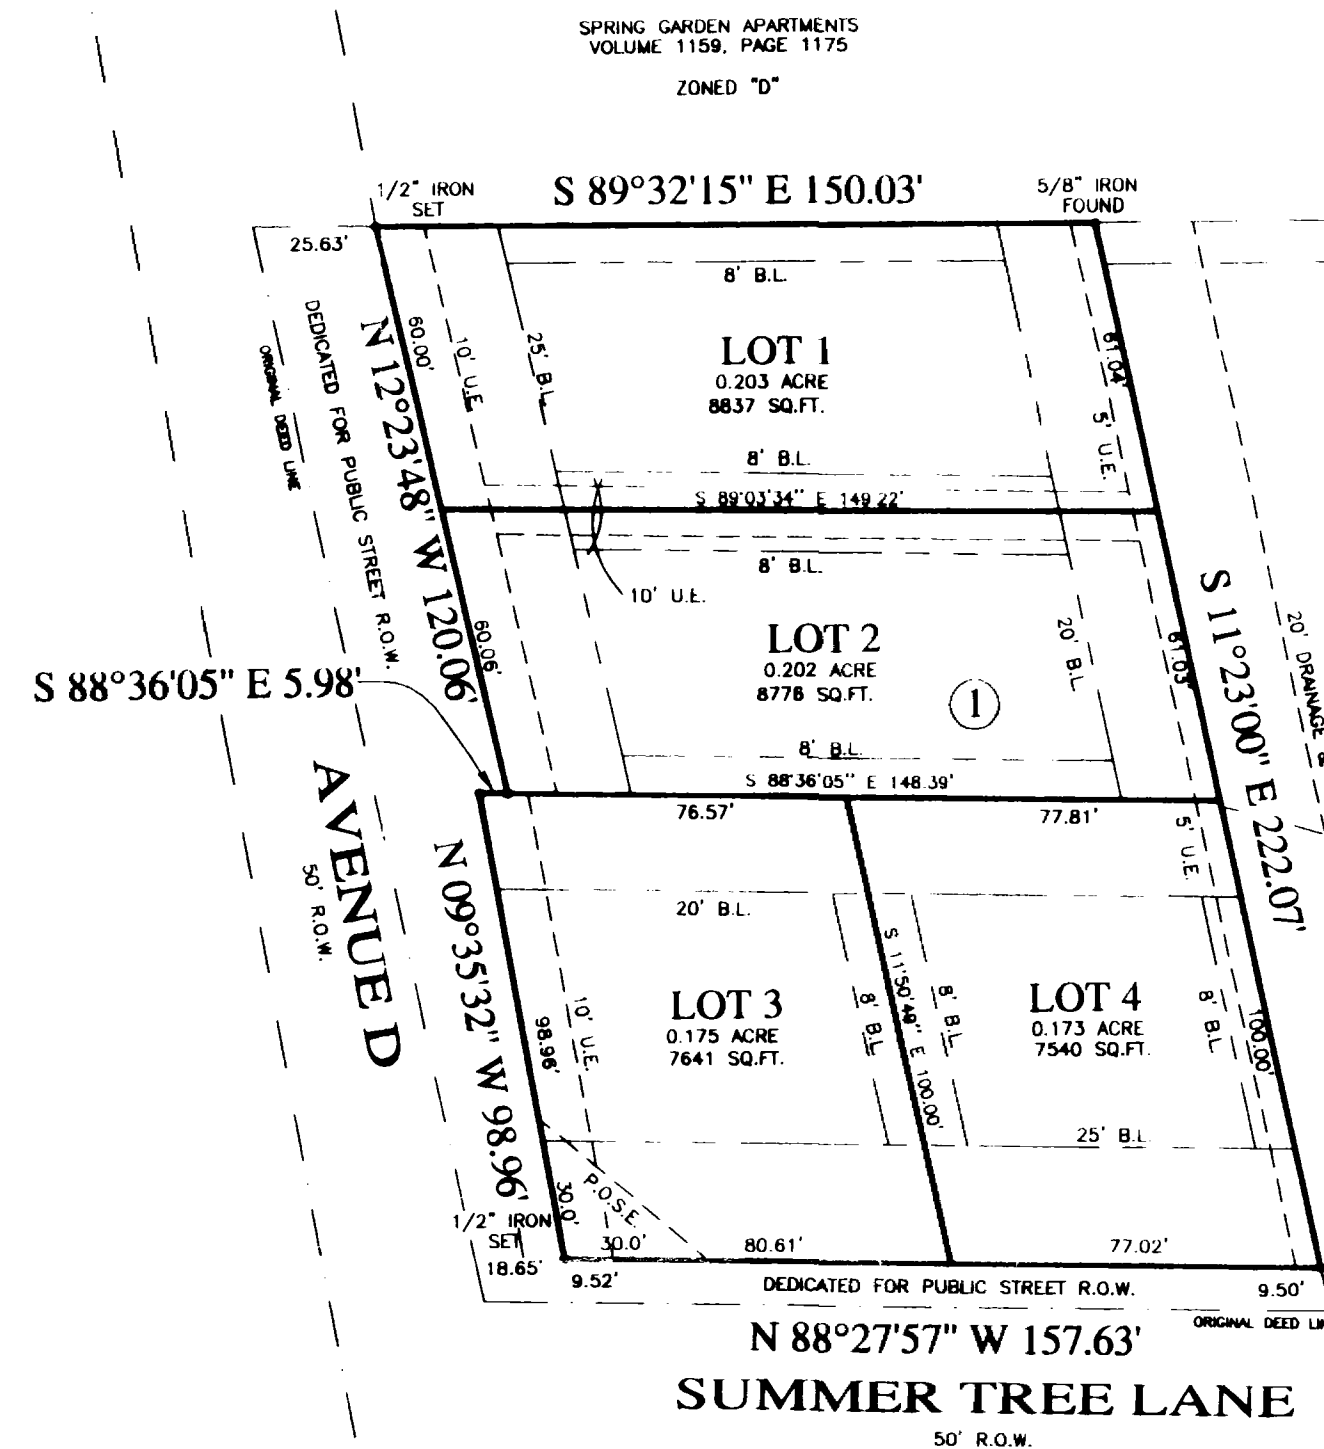 SPRING GARDEN APARTMENTS
VOLUME 1159, PAGE 1175
ZONED "D"
1/2" IRON
SET
S 89°32'15" E 150.03'
5/8" IRON
FOUND
25.63'
8' B.L.
DEDICATED FOR PUBLIC STREET R.O.W.
ORIGINAL DEED LINE
N 12°23'48" W 120.06'
60.00'
10' U.E.
25' B.L.
LOT 1
0.203 ACRE
8837 SQ.FT.
61.04'
5' U.E.
8' B.L.
S 89°03'34" E 149.22'
8' B.L.
10' U.E.
60.06'
LOT 2
0.202 ACRE
8776 SQ.FT.
1
20' B.L.
61.03'
S 11°23'00" E 222.07'
20' DRAINAGE
S 88°36'05" E 5.98'
8' B.L.
S 88°36'05" E 148.39'
76.57'
77.81'
AVENUE D
50' R.O.W.
N 09°35'32" W 98.96'
98.96'
10' U.E.
20' B.L.
LOT 3
0.175 ACRE
7641 SQ.FT.
8' B.L.
S 11°50'49" E 100.00'
8' B.L.
LOT 4
0.173 ACRE
7540 SQ.FT.
5' U.E.
8' B.L.
100.00'
25' B.L.
P.O.S.E.
30.0'
1/2" IRON
SET
30.0'
80.61'
77.02'
18.65'
9.52'
DEDICATED FOR PUBLIC STREET R.O.W.
9.50'
ORIGINAL DEED
N 88°27'57" W 157.63'
SUMMER TREE LANE
50' R.O.W.